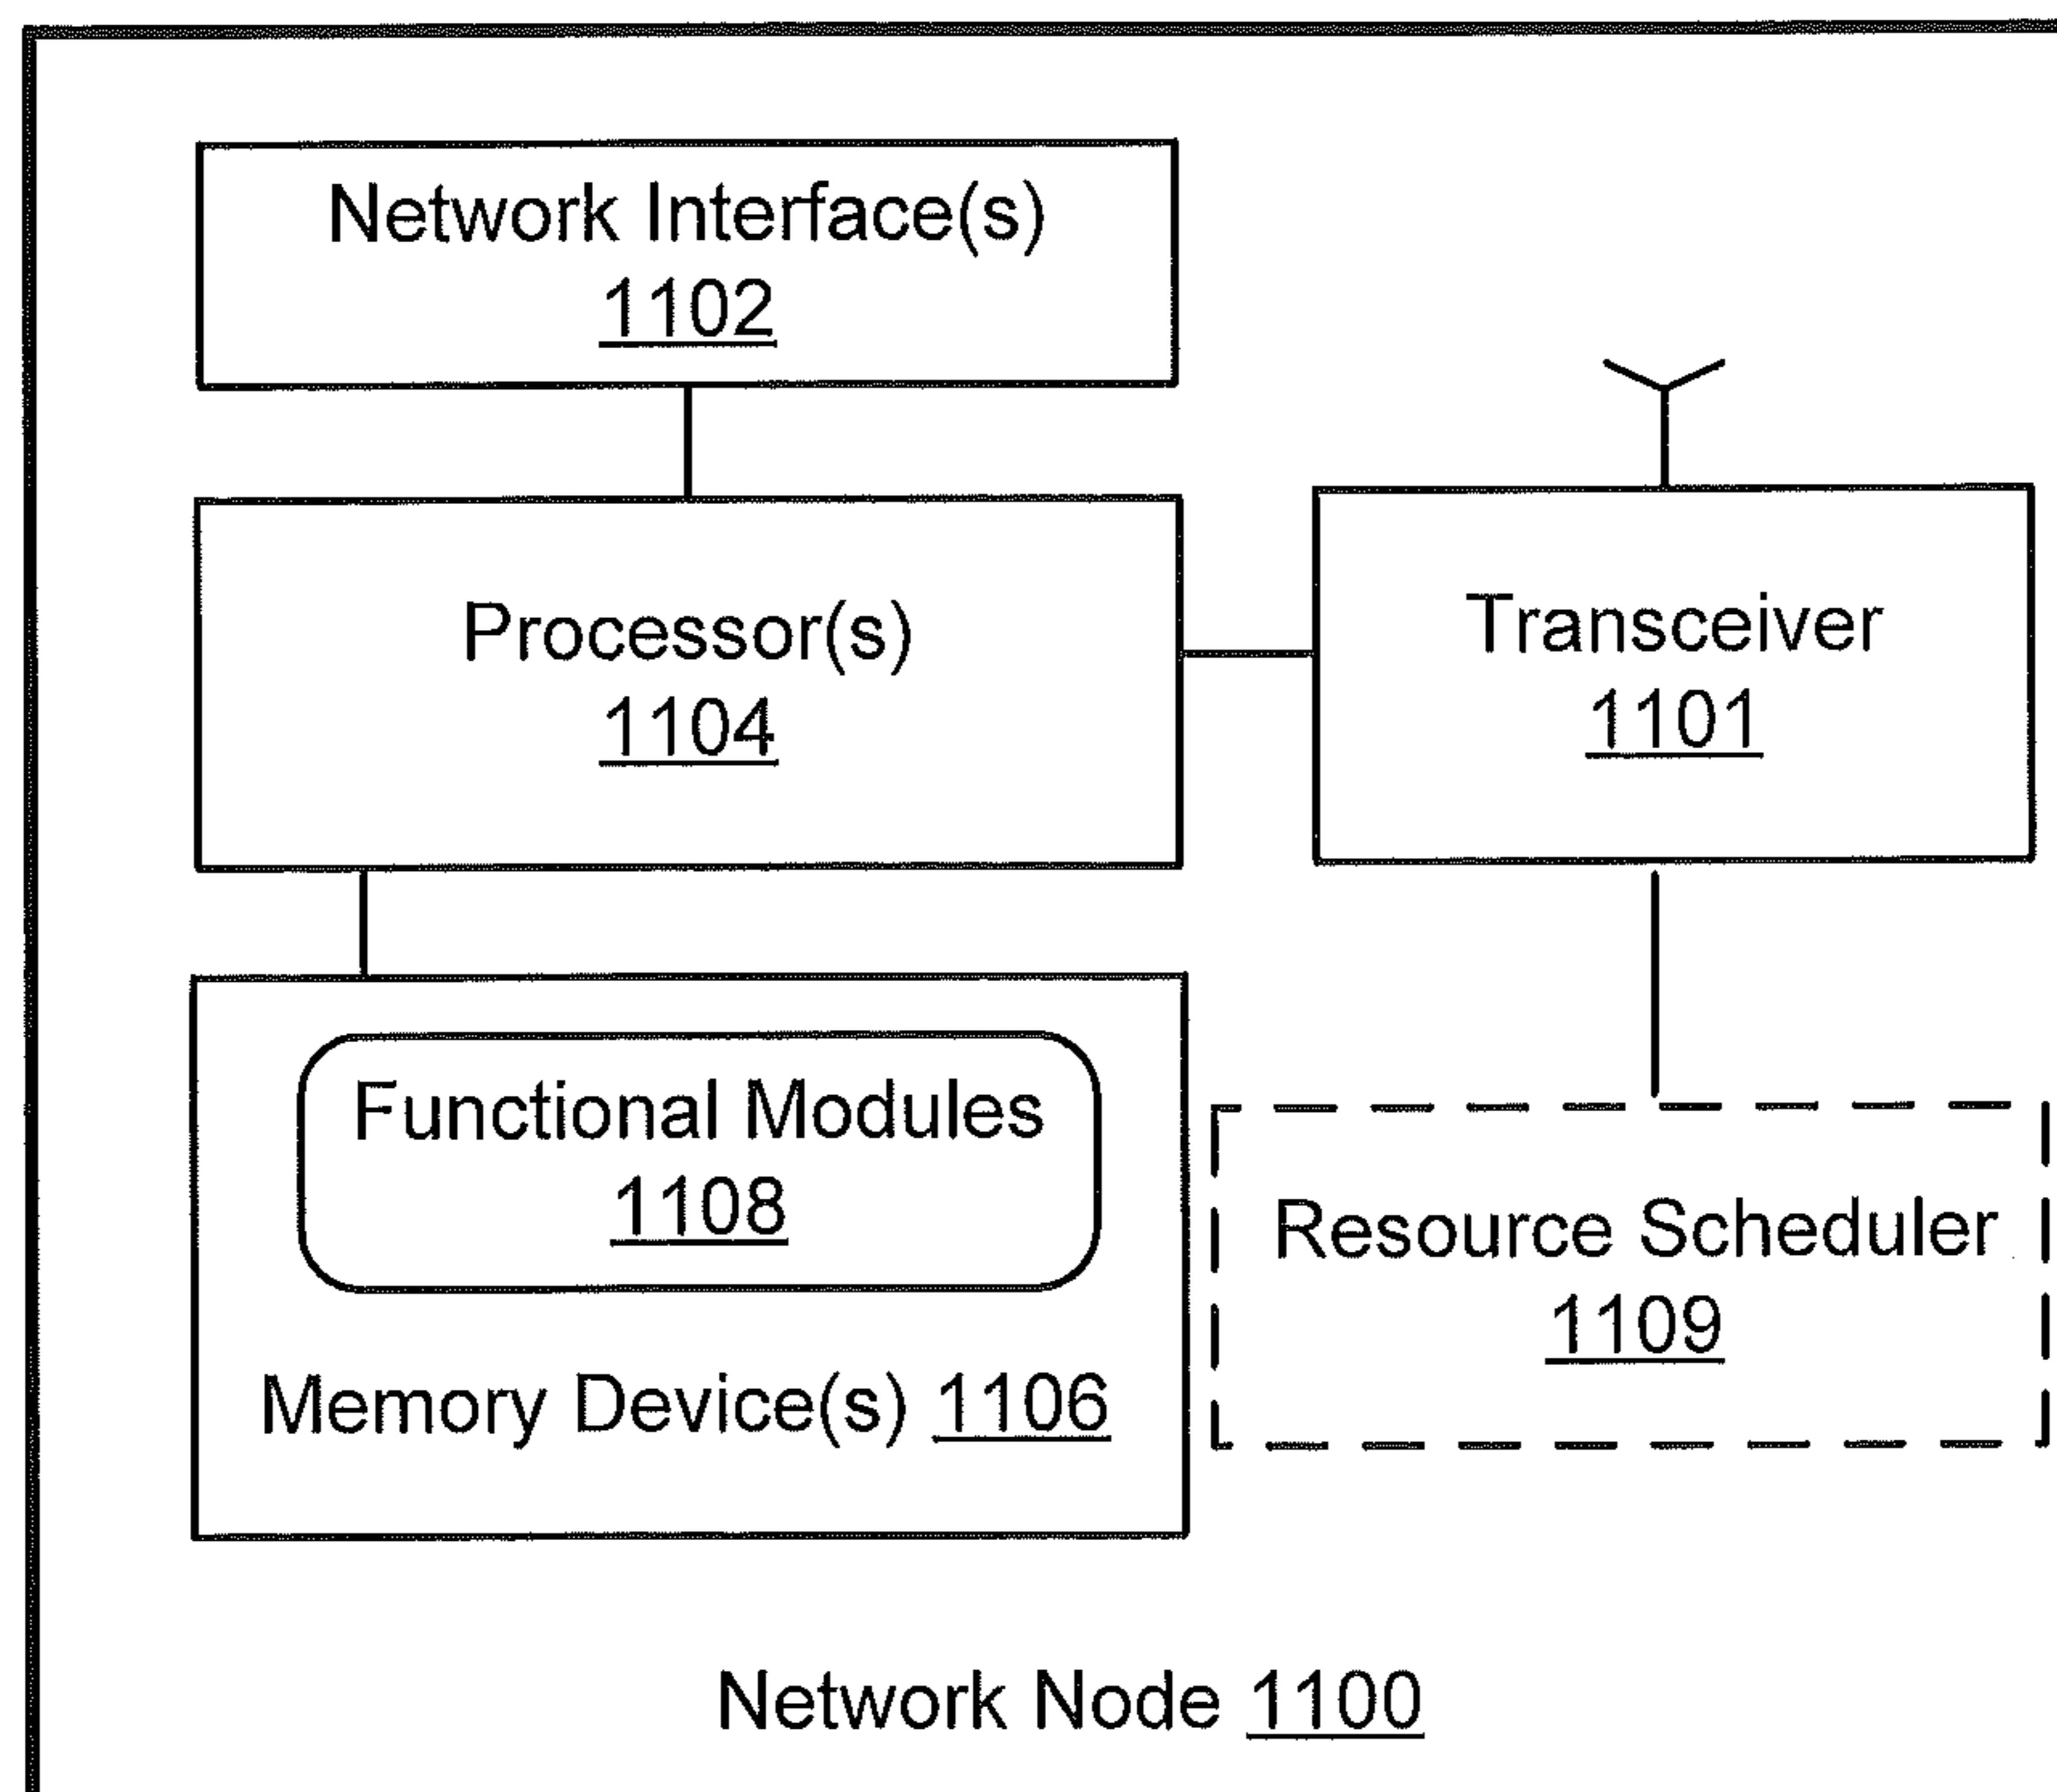 Network Interface(s)
1102
Processor(s)
1104
Transceiver
1101
Functional Modules
1108
Memory Device(s) 1106
Resource Scheduler
1109
Network Node 1100